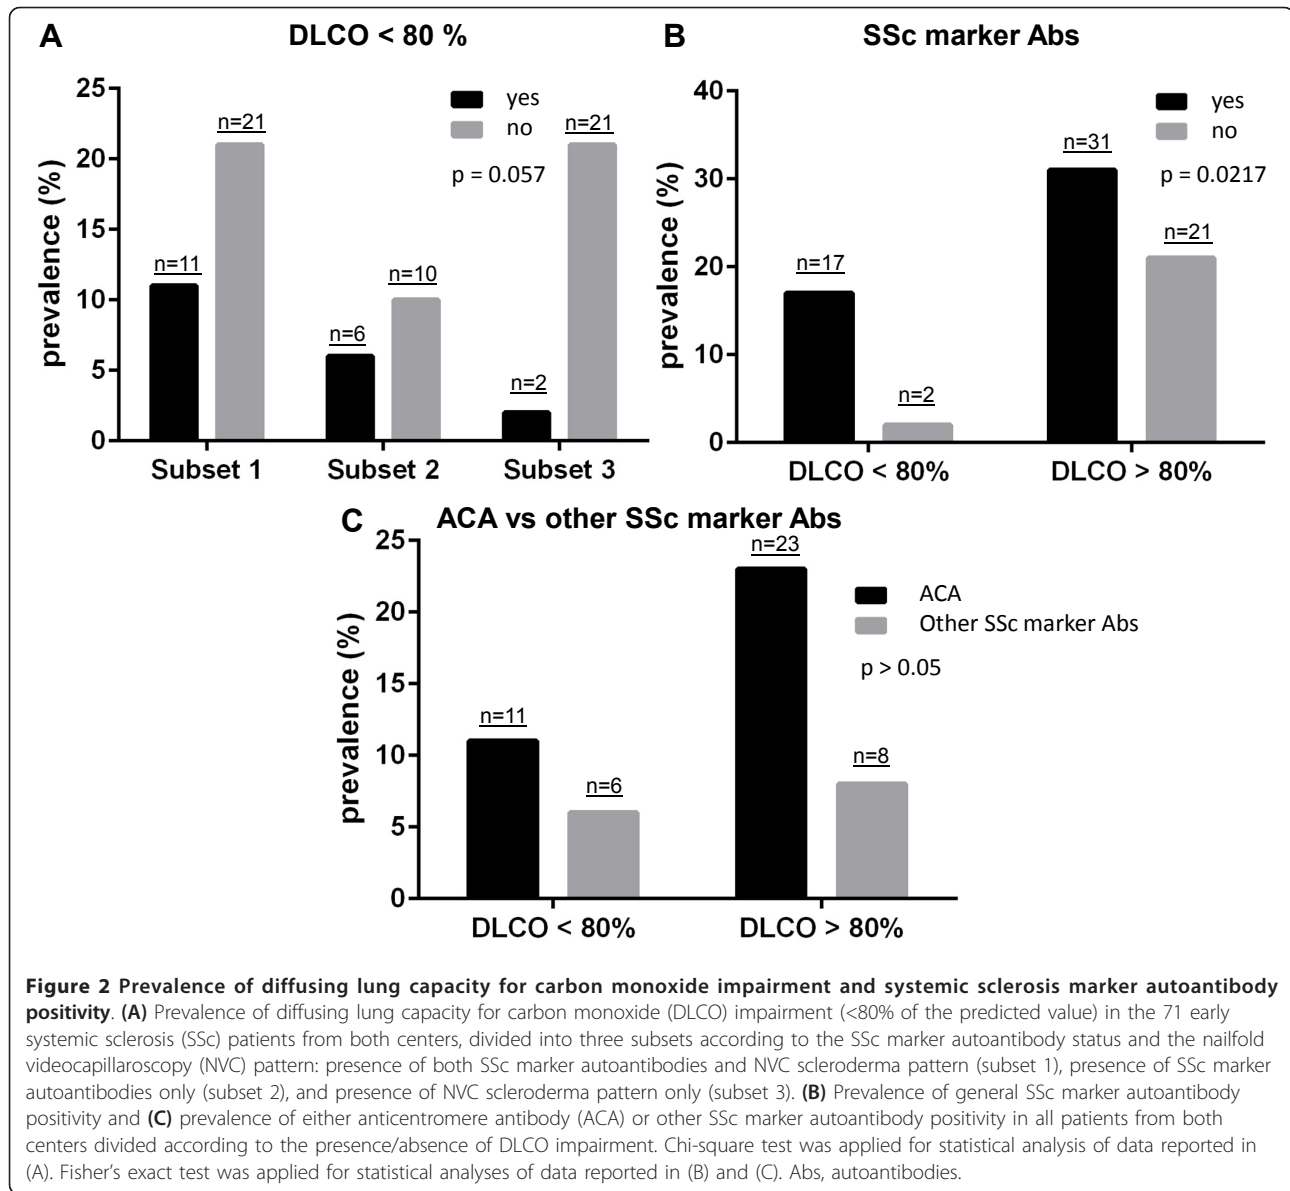 A DLCO < 80 %
25
20
15
10
5
0
prevalence (%)
yes
no
p = 0.057
n=11
n=21
n=6
n=10
n=2
n=21
Subset 1 Subset 2 Subset 3
B SSc marker Abs
40
30
20
10
0
prevalence (%)
yes
no
p = 0.0217
n=17
n=2
n=31
n=21
DLCO < 80% DLCO > 80%
C ACA vs other SSc marker Abs
25
20
15
10
5
0
prevalence (%)
ACA
Other SSc marker Abs
p > 0.05
n=11
n=6
n=23
n=8
DLCO < 80% DLCO > 80%
Figure 2 Prevalence of diffusing lung capacity for carbon monoxide impairment and systemic sclerosis marker autoantibody
positivity. (A) Prevalence of diffusing lung capacity for carbon monoxide (DLCO) impairment (<80% of the predicted value) in the 71 early
systemic sclerosis (SSc) patients from both centers, divided into three subsets according to the SSc marker autoantibody status and the nailfold
videocapillaroscopy (NVC) pattern: presence of both SSc marker autoantibodies and NVC scleroderma pattern (subset 1), presence of SSc marker
autoantibodies only (subset 2), and presence of NVC scleroderma pattern only (subset 3). (B) Prevalence of general SSc marker autoantibody
positivity and (C) prevalence of either anticentromere antibody (ACA) or other SSc marker autoantibody positivity in all patients from both
centers divided according to the presence/absence of DLCO impairment. Chi-square test was applied for statistical analysis of data reported in
(A). Fisher's exact test was applied for statistical analyses of data reported in (B) and (C). Abs, autoantibodies.